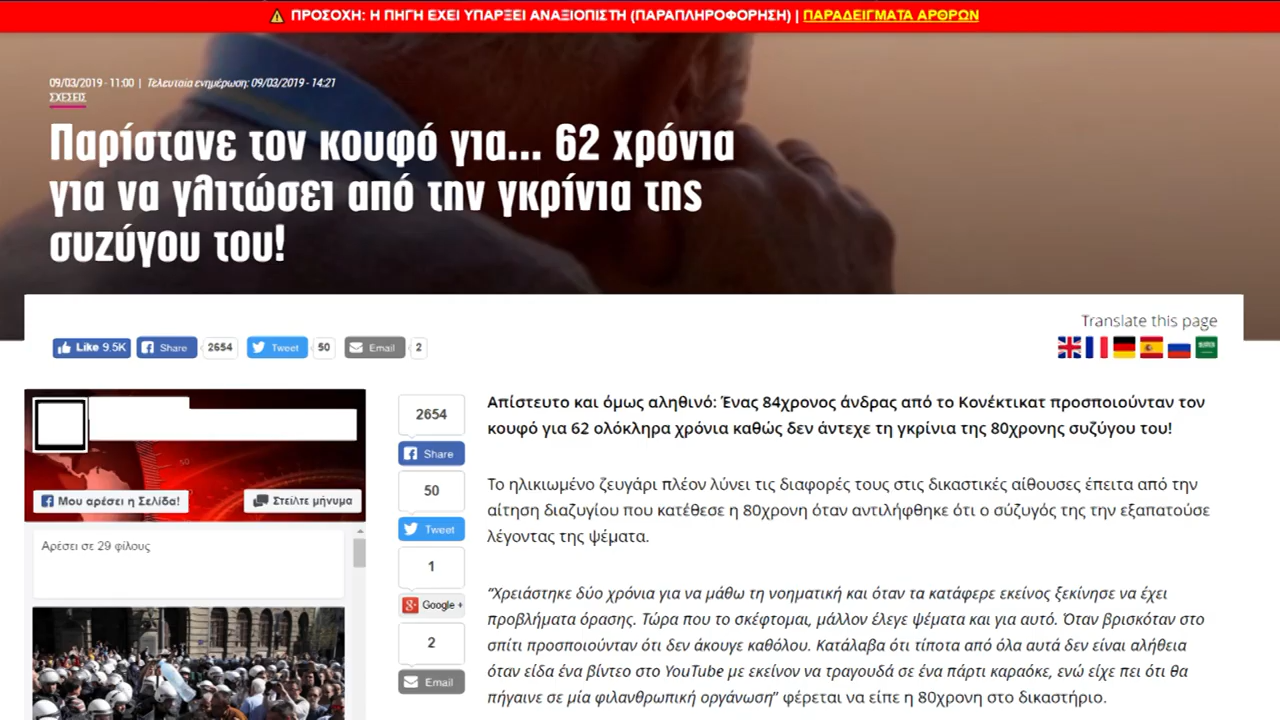 ⚠ ΠΡΟΣΟΧΗ: Η ΠΗΓΗ ΕΧΕΙ ΥΠΑΡΞΕΙ ΑΝΑΞΙΟΠΙΣΤΗ (ΠΑΡΑΠΛΗΡΟΦΟΡΗΣΗ) | ΠΑΡΑΔΕΙΓΜΑΤΑ ΑΡΘΡΩΝ
09/03/2019 - 11:00 | Τελευταία ενημέρωση: 09/03/2019 - 14:21
ΣΧΕΣΕΙΣ
Παρίστανε τον κουφό για... 62 χρόνια
για να γλιτώσει από την γκρίνια της
συζύγου του!
Translate this page
Like 9.5K Share 2654 Tweet 50 Email 2
Μου αρέσει η Σελίδα! Στείλτε μήνυμα
Αρέσει σε 29 φίλους
2654
Share
50
Tweet
1
Google +
2
Email
Απίστευτο και όμως αληθινό: Ένας 84χρονος άνδρας από το Κονέκτικατ προσποιούνταν τον
κουφό για 62 ολόκληρα χρόνια καθώς δεν άντεχε τη γκρίνια της 80χρονης συζύγου του!
Το ηλικιωμένο ζευγάρι πλέον λύνει τις διαφορές τους στις δικαστικές αίθουσες έπειτα από την
αίτηση διαζυγίου που κατέθεσε η 80χρονη όταν αντιλήφθηκε ότι ο σύζυγός της την εξαπατούσε
λέγοντας της ψέματα.
“Χρειάστηκε δύο χρόνια για να μάθω τη νοηματική και όταν τα κατάφερε εκείνος ξεκίνησε να έχει
προβλήματα όρασης. Τώρα που το σκέφτομαι, μάλλον έλεγε ψέματα και για αυτό. Όταν βρισκόταν στο
σπίτι προσποιούνταν ότι δεν άκουγε καθόλου. Κατάλαβα ότι τίποτα από όλα αυτά δεν είναι αλήθεια
όταν είδα ένα βίντεο στο YouTube με εκείνον να τραγουδά σε ένα πάρτι καραόκε, ενώ είχε πει ότι θα
πήγαινε σε μία φιλανθρωπική οργάνωση” φέρεται να είπε η 80χρονη στο δικαστήριο.